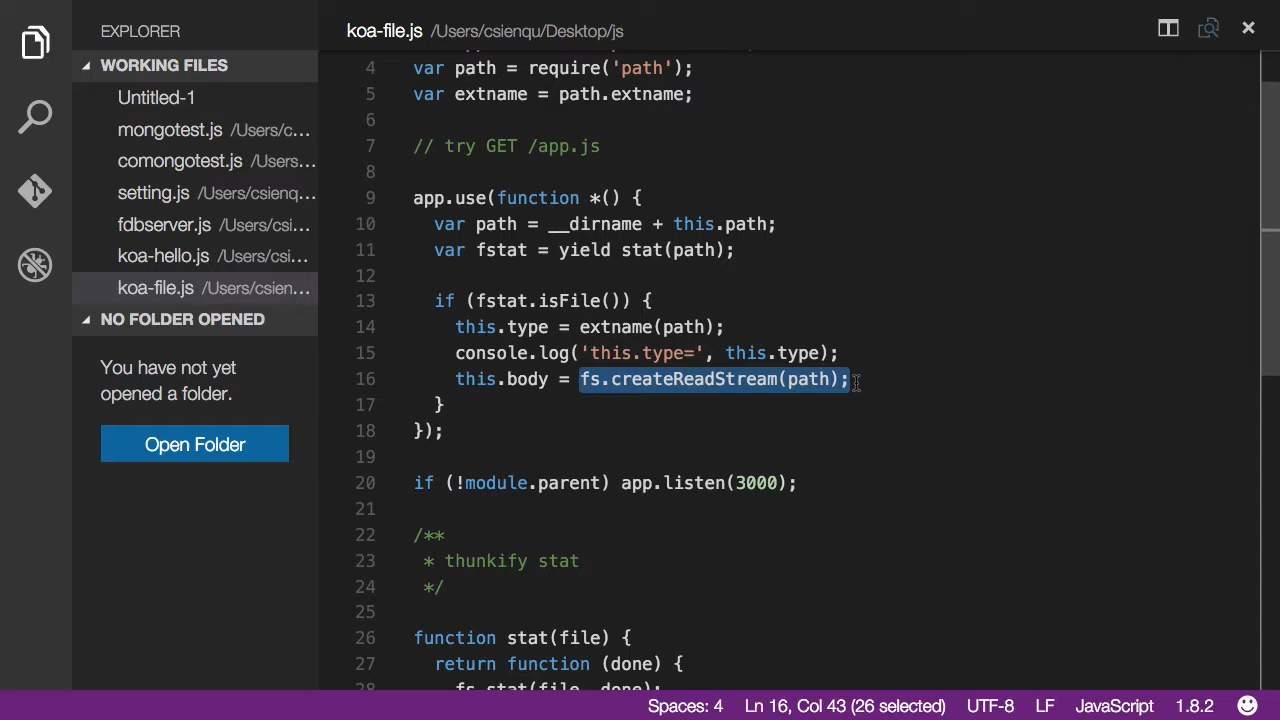 EXPLORER
WORKING FILES
Untitled-1
mongotest.js /Users/c...
comongotest.js /Users...
setting.js /Users/csienq...
fdbserver.js /Users/csi...
koa-hello.js /Users/csi...
koa-file.js /Users/csien...
NO FOLDER OPENED
You have not yet
opened a folder.
Open Folder
koa-file.js /Users/csienqu/Desktop/js
4 var path = require('path');
5 var extname = path.extname;
6
7 // try GET /app.js
8
9 app.use(function *() {
10 var path = __dirname + this.path;
11 var fstat = yield stat(path);
12
13 if (fstat.isFile()) {
14 this.type = extname(path);
15 console.log('this.type=', this.type);
16 this.body = fs.createReadStream(path);
17 }
18 });
19
20 if (!module.parent) app.listen(3000);
21
22 /**
23 * thunkify stat
24 */
25
26 function stat(file) {
27 return function (done) {
28 fs.stat(file, done);
Spaces: 4 Ln 16, Col 43 (26 selected) UTF-8 LF JavaScript 1.8.2